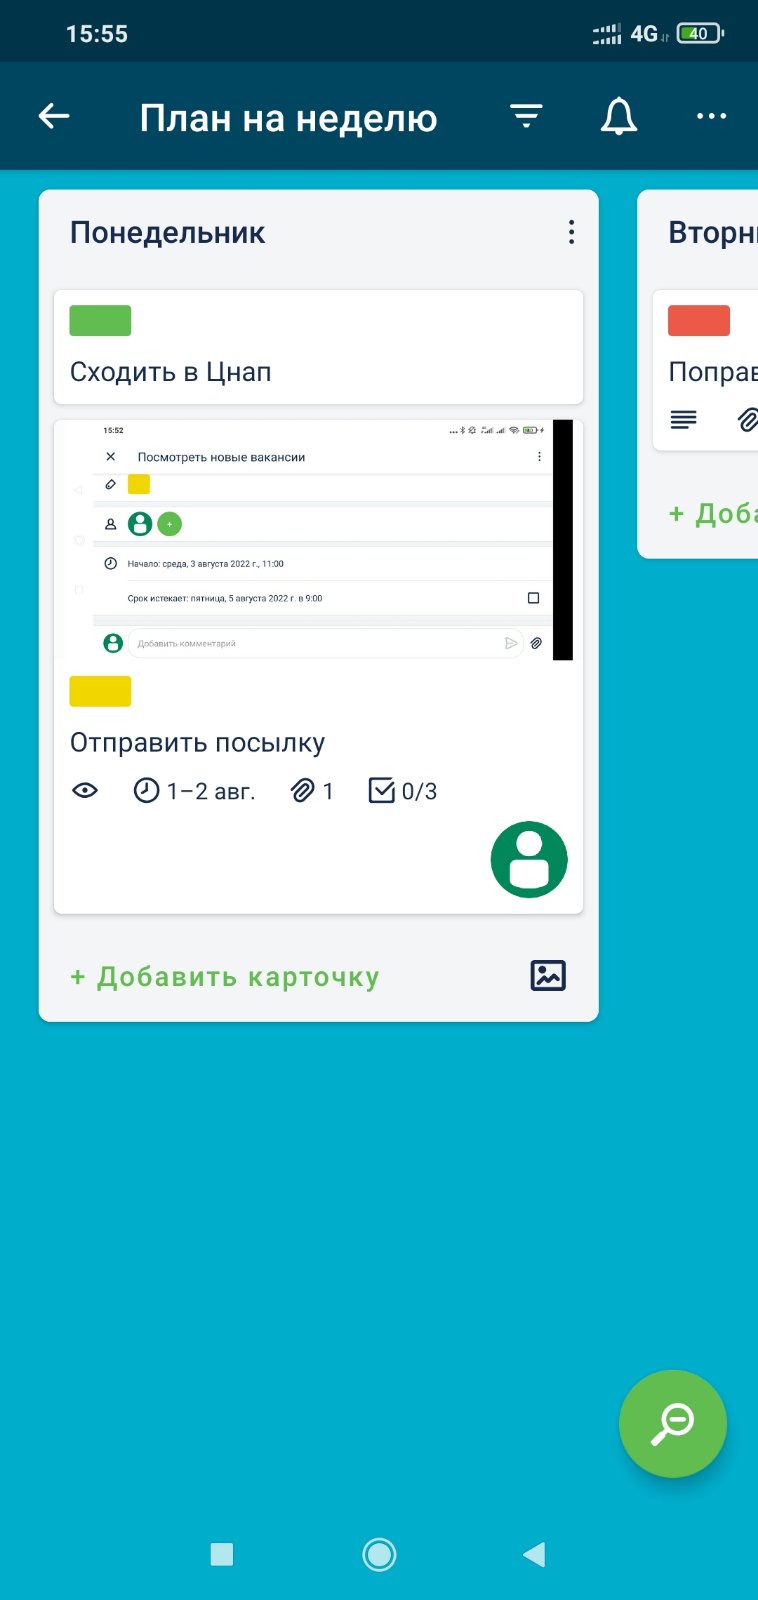 15:55
4G
40
План на неделю
Понедельник
Сходить в Цнап
15:52
Посмотреть новые вакансии
Начало: среда, 3 августа 2022 г., 11:00
Срок истекает: пятница, 5 августа 2022 г. в 9:00
Добавить комментарий
Отправить посылку
1–2 авг.
1
0/3
+ Добавить карточку
Вторн
Поправ
+ Доба